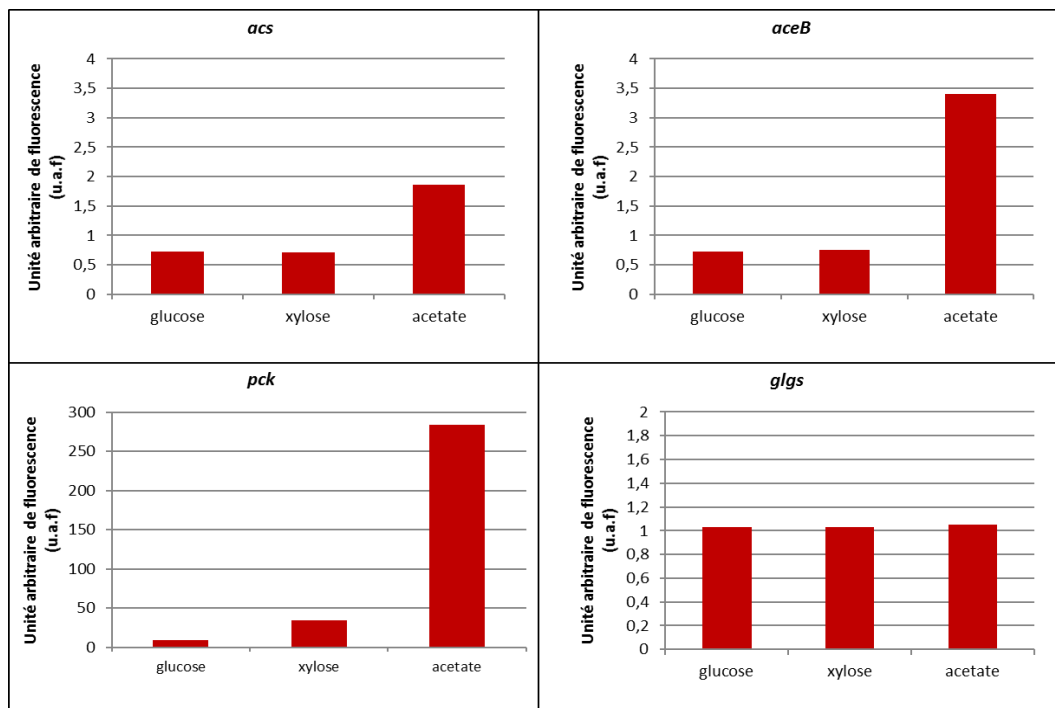 acs
Unité arbitraire de fluorescence
(u.a.f)
4
3,5
3
2,5
2
1,5
1
0,5
0
glucose xylose acetate
aceB
Unité arbitraire de fluorescence
(u.a.f)
4
3,5
3
2,5
2
1,5
1
0,5
0
glucose xylose acetate
pck
Unité arbitraire de fluorescence
(u.a.f)
300
250
200
150
100
50
0
glucose xylose acetate
glgs
Unité arbitraire de fluorescence
(u.a.f)
2
1,8
1,6
1,4
1,2
1
0,8
0,6
0,4
0,2
0
glucose xylose acetate